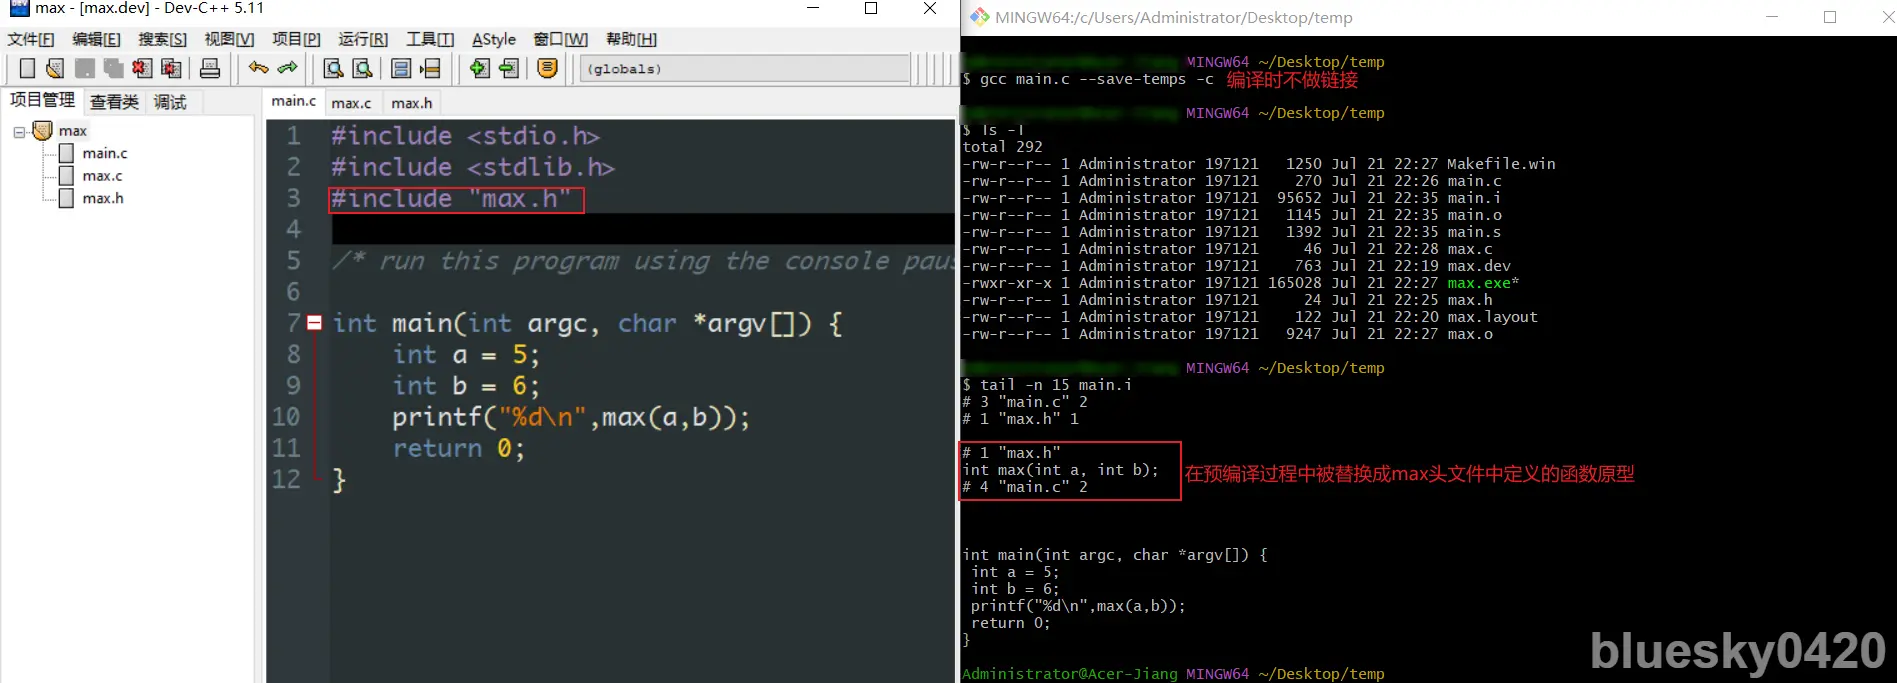 max - [max.dev] - Dev-C++ 5.11
文件[F] 编辑[E] 搜索[S] 视图[V] 项目[P] 运行[R] 工具[T] AStyle 窗口[W] 帮助[H]
(globals)
项目管理 查看类 调试
max
main.c
max.c
max.h
main.c max.c max.h
1 #include <stdio.h>
2 #include <stdlib.h>
3 #include "max.h"
4
5 /* run this program using the console paus
6
7 int main(int argc, char *argv[]) {
8 int a = 5;
9 int b = 6;
10 printf("%d\n",max(a,b));
11 return 0;
12 }
MINGW64:/c/Users/Administrator/Desktop/temp
MINGW64 ~/Desktop/temp
$ gcc main.c --save-temps -c 编译时不做链接
MINGW64 ~/Desktop/temp
$ ls -l
total 292
-rw-r--r-- 1 Administrator 197121 1250 Jul 21 22:27 Makefile.win
-rw-r--r-- 1 Administrator 197121 270 Jul 21 22:26 main.c
-rw-r--r-- 1 Administrator 197121 95652 Jul 21 22:35 main.i
-rw-r--r-- 1 Administrator 197121 1145 Jul 21 22:35 main.o
-rw-r--r-- 1 Administrator 197121 1392 Jul 21 22:35 main.s
-rw-r--r-- 1 Administrator 197121 46 Jul 21 22:28 max.c
-rw-r--r-- 1 Administrator 197121 763 Jul 21 22:19 max.dev
-rwxr-xr-x 1 Administrator 197121 165028 Jul 21 22:27 max.exe*
-rw-r--r-- 1 Administrator 197121 24 Jul 21 22:25 max.h
-rw-r--r-- 1 Administrator 197121 122 Jul 21 22:20 max.layout
-rw-r--r-- 1 Administrator 197121 9247 Jul 21 22:27 max.o
MINGW64 ~/Desktop/temp
$ tail -n 15 main.i
# 3 "main.c" 2
# 1 "max.h" 1
# 1 "max.h"
int max(int a, int b);
# 4 "main.c" 2
在预编译过程中被替换成max头文件中定义的函数原型
int main(int argc, char *argv[]) {
int a = 5;
int b = 6;
printf("%d\n",max(a,b));
return 0;
}
Administrator@Acer-Jiang MINGW64 ~/Desktop/temp
bluesky0420